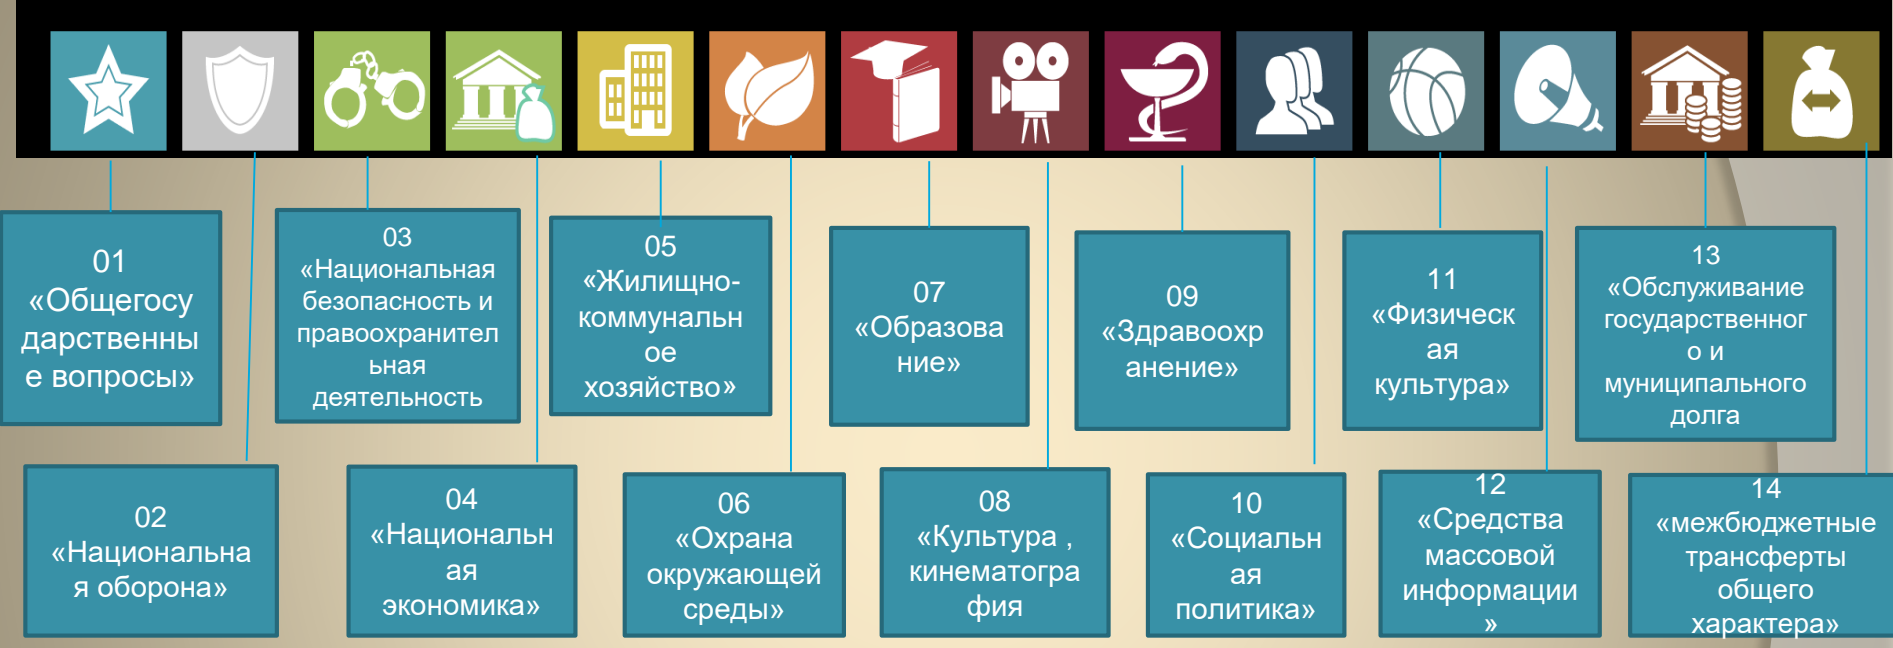 01
«Общегосу
дарственны
е вопросы»
03
«Национальная
безопасность и
правоохранител
ьная
деятельность
05
«Жилищно-
коммунальн
ое
хозяйство»
07
«Образова
ние»
09
«Здравоохр
анение»
11
«Физическ
ая
культура»
13
«Обслуживание
государственног
о и
муниципального
долга
02
«Национальна
я оборона»
04
«Национальн
ая
экономика»
06
«Охрана
окружающей
среды»
08
«Культура ,
кинематогра
фия
10
«Социальн
ая
политика»
12
«Средства
массовой
информации
»
14
«межбюджетные
трансферты
общего
характера»